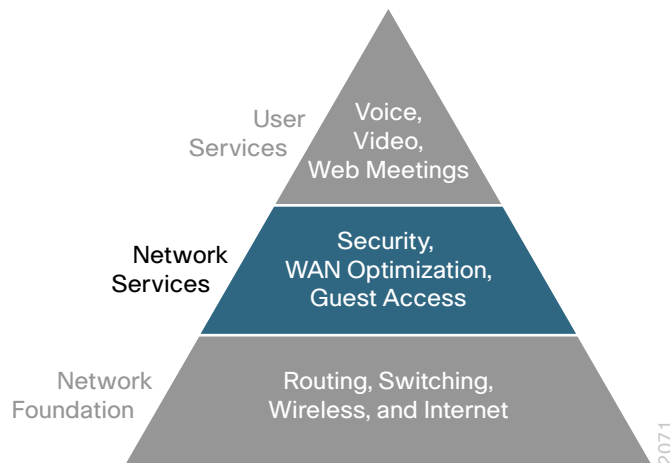 User
Services
Voice,
Video,
Web Meetings
Network
Services
Security,
WAN Optimization,
Guest Access
Network
Foundation
Routing, Switching,
Wireless, and Internet
2071